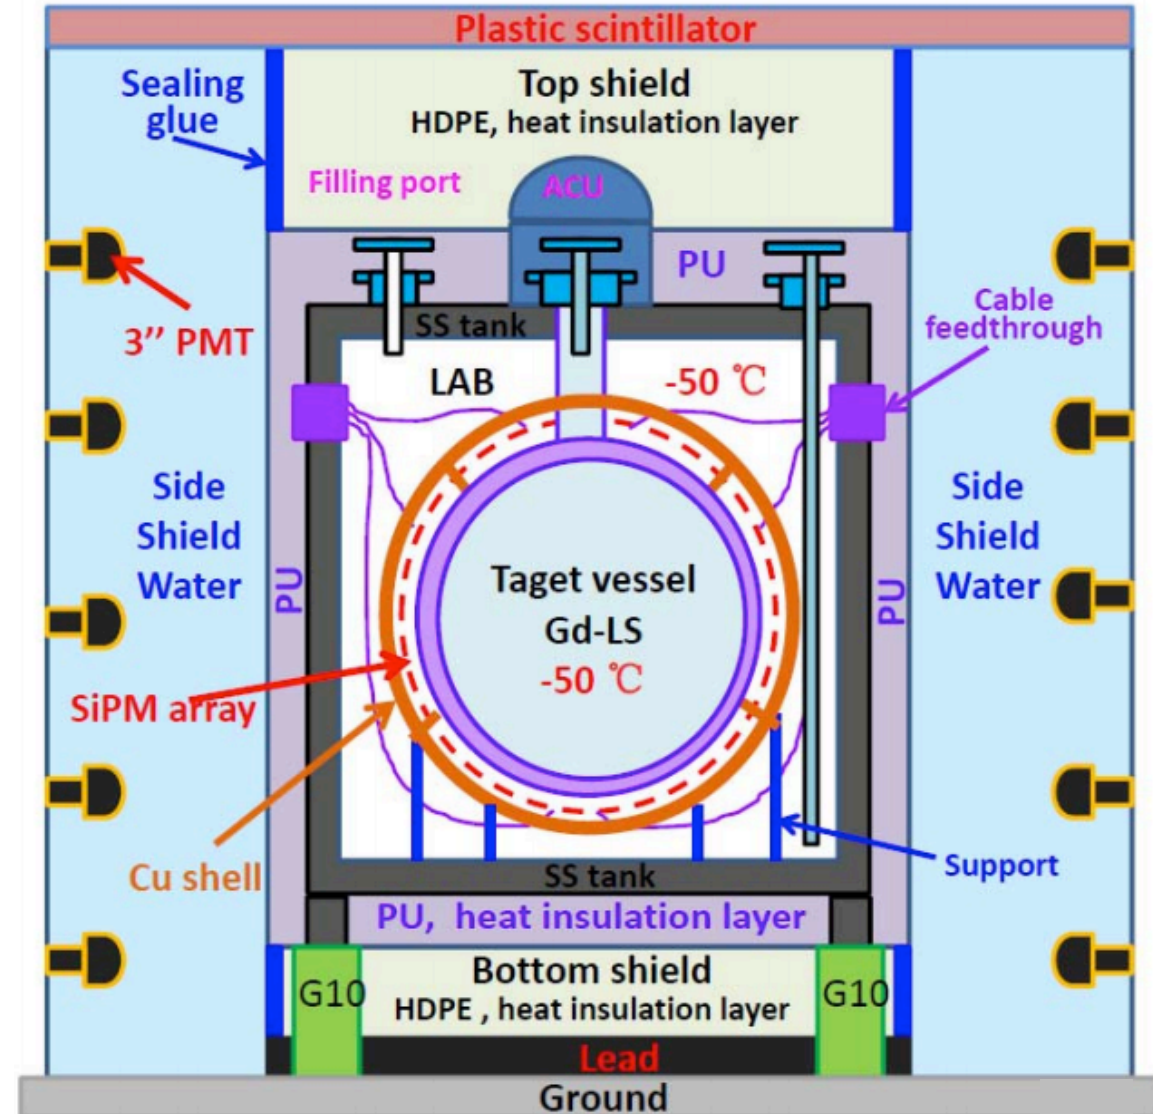 Plastic scintillator
Sealing
glue
Top shield
HDPE, heat insulation layer
Filling port
ACU
PU
3’’ PMT
SS tank
Cable
feedthrough
LAB
-50 ℃
Side
Shield
Water
Side
Shield
Water
PU
PU
Taget vessel
Gd-LS
-50 ℃
SiPM array
Cu shell
Support
SS tank
PU, heat insulation layer
Bottom shield
HDPE , heat insulation layer
G10
G10
Lead
Ground